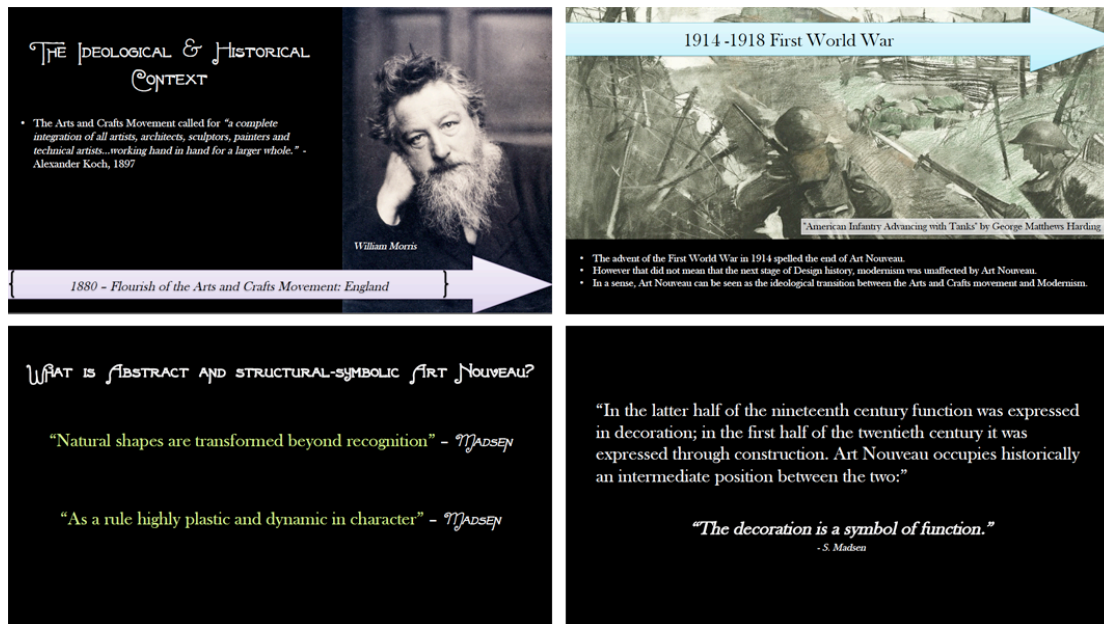 The Ideological & Historical
Context
• The Arts and Crafts Movement called for “a complete
integration of all artists, architects, sculptors, painters and
technical artists...working hand in hand for a larger whole.” -
Alexander Koch, 1897
William Morris
1880 – Flourish of the Arts and Crafts Movement: England
1914 -1918 First World War
"American Infantry Advancing with Tanks" by George Matthews Harding
• The advent of the First World War in 1914 spelled the end of Art Nouveau.
• However that did not mean that the next stage of Design history, modernism was unaffected by Art Nouveau.
• In a sense, Art Nouveau can be seen as the ideological transition between the Arts and Crafts movement and Modernism.
What is Abstract and structural-symbolic Art Nouveau?
“Natural shapes are transformed beyond recognition” – Madsen
“As a rule highly plastic and dynamic in character” – Madsen
“In the latter half of the nineteenth century function was expressed
in decoration; in the first half of the twentieth century it was
expressed through construction. Art Nouveau occupies historically
an intermediate position between the two:”
“The decoration is a symbol of function.”
- S. Madsen